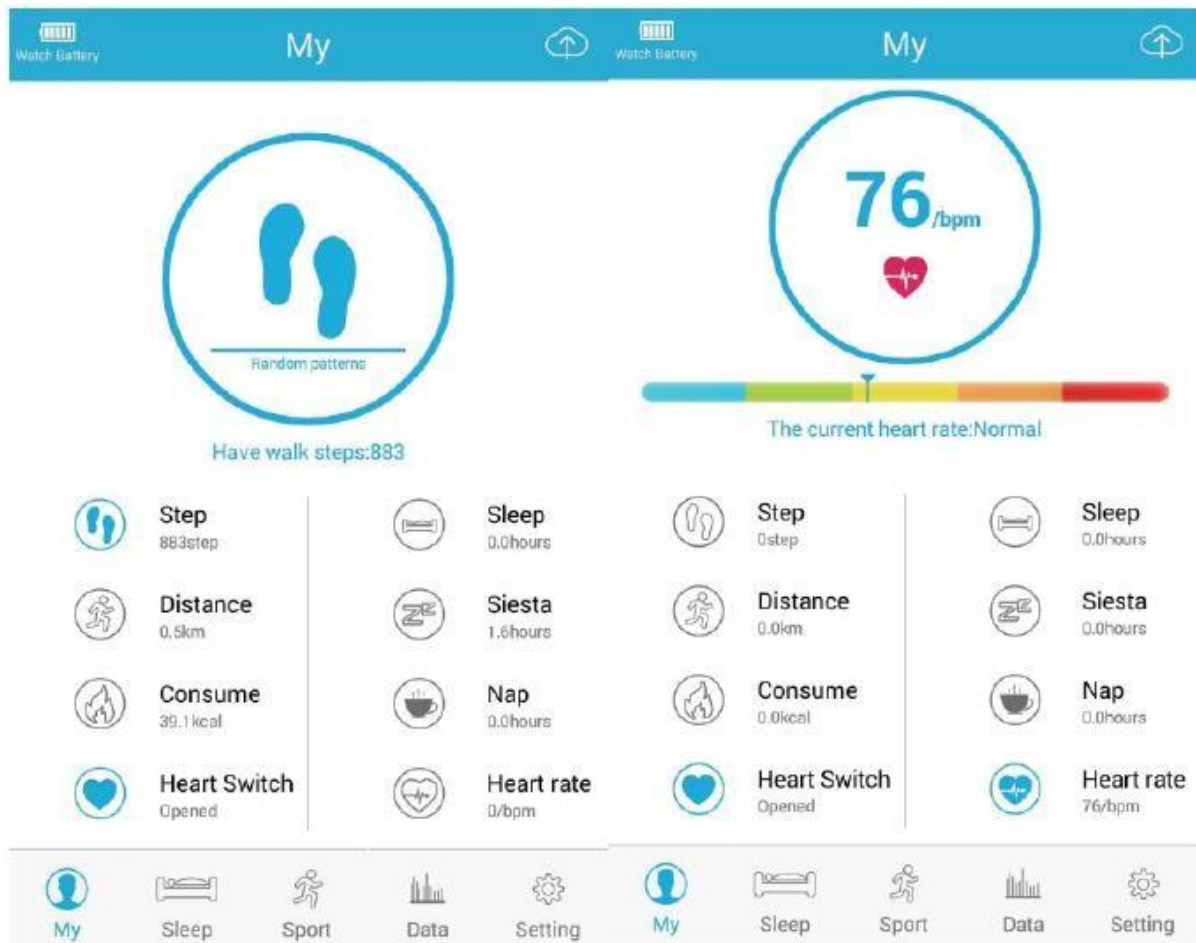 Watch Battery
My
Random patterns
Have walk steps:883
Step
883step
Sleep
0.0hours
Distance
0.5km
Siesta
1.6hours
Consume
39.1kcal
Nap
0.0hours
Heart Switch
Opened
Heart rate
0/bpm
My
Sleep
Sport
Data
Setting
Watch Battery
My
76/bpm
The current heart rate:Normal
Step
0step
Sleep
0.0hours
Distance
0.0km
Siesta
0.0hours
Consume
0.0kcal
Nap
0.0hours
Heart Switch
Opened
Heart rate
76/bpm
My
Sleep
Sport
Data
Setting